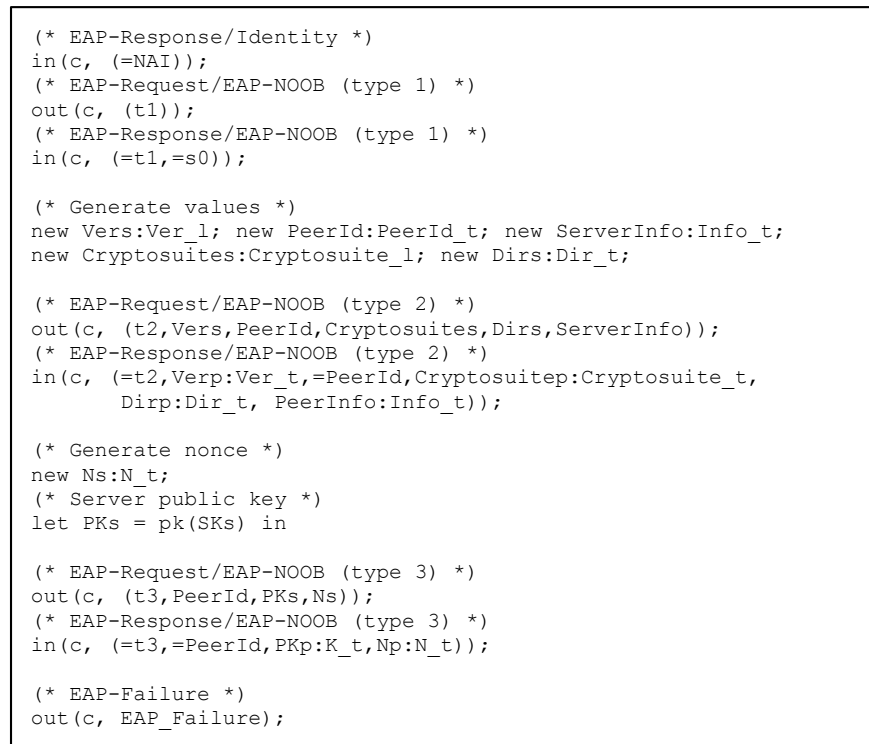 (* EAP-Response/Identity *)
in(c, (=NAI));
(* EAP-Request/EAP-NOOB (type 1) *)
out(c, (t1));
(* EAP-Response/EAP-NOOB (type 1) *)
in(c, (=t1,=s0));
(* Generate values *)
new Vers:Ver_l; new PeerId:PeerId_t; new ServerInfo:Info_t;
new Cryptosuites:Cryptosuite_l; new Dirs:Dir_t;
(* EAP-Request/EAP-NOOB (type 2) *)
out(c, (t2,Vers,PeerId,Cryptosuites,Dirs,ServerInfo));
(* EAP-Response/EAP-NOOB (type 2) *)
in(c, (=t2,Verp:Ver_t,=PeerId,Cryptosuitep:Cryptosuite_t,
Dirp:Dir_t, PeerInfo:Info_t));
(* Generate nonce *)
new Ns:N_t;
(* Server public key *)
let PKs = pk(SKs) in
(* EAP-Request/EAP-NOOB (type 3) *)
out(c, (t3,PeerId,PKs,Ns));
(* EAP-Response/EAP-NOOB (type 3) *)
in(c, (=t3,=PeerId,PKp:K_t,Np:N_t));
(* EAP-Failure *)
out(c, EAP_Failure);